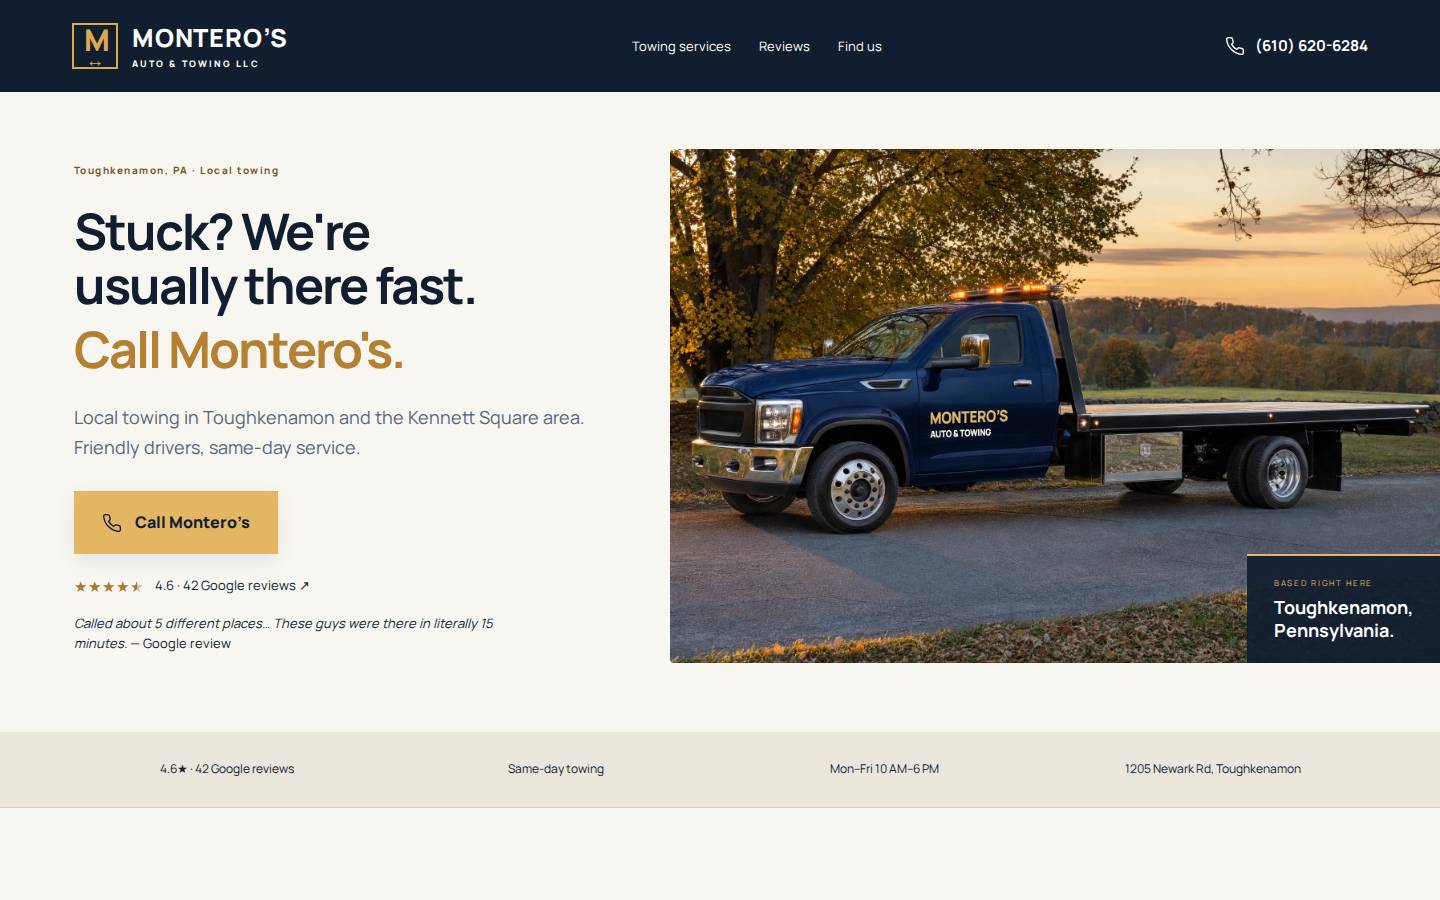 M
MONTERO’S
AUTO & TOWING LLC
Towing services
Reviews
Find us
(610) 620-6284
Toughkenamon, PA · Local towing
Stuck? We're
usually there fast.
Call Montero's.
Local towing in Toughkenamon and the Kennett Square area.
Friendly drivers, same-day service.
Call Montero’s
★★★★★ 4.6 · 42 Google reviews ↗
Called about 5 different places… These guys were there in literally 15
minutes. — Google review
MONTERO'S
AUTO & TOWING
BASED RIGHT HERE
Toughkenamon,
Pennsylvania.
4.6★ · 42 Google reviews
Same-day towing
Mon–Fri 10 AM–6 PM
1205 Newark Rd, Toughkenamon